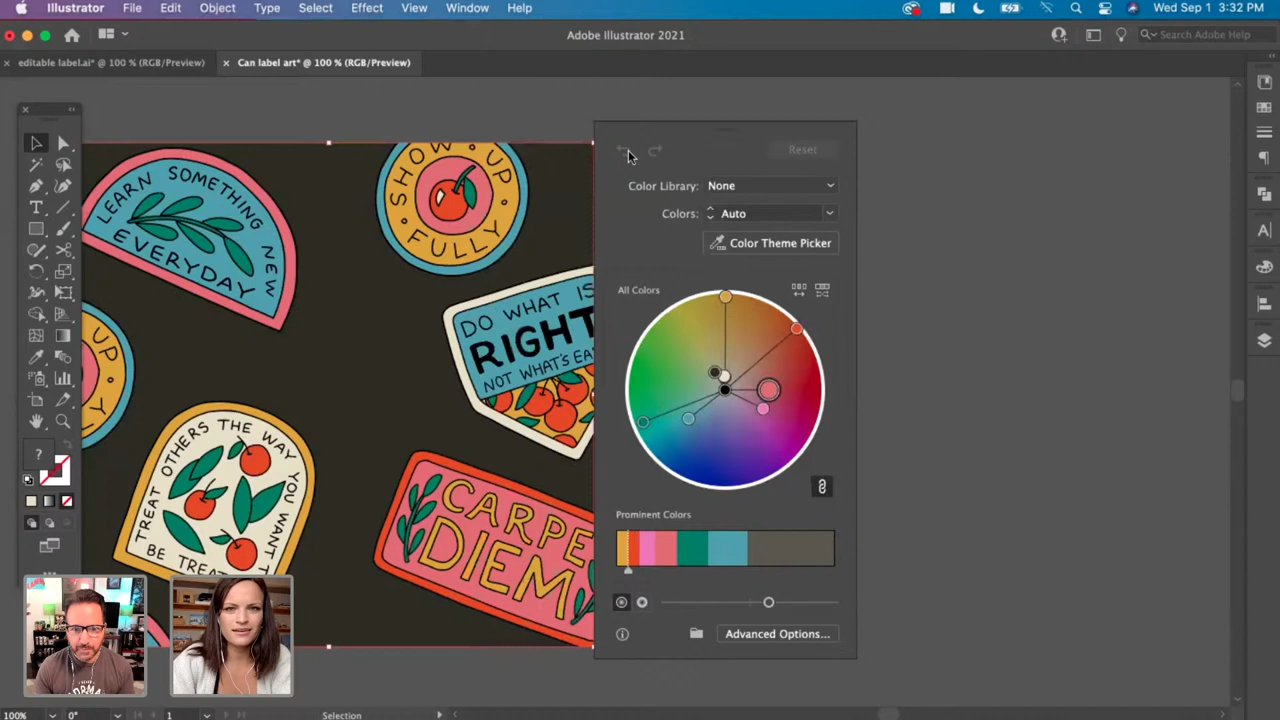 Illustrator File Edit Object Type Select Effect View Window Help
Wed Sep 1 3:32 PM
Adobe Illustrator 2021
Search Adobe Help
editable label.ai* @ 100 % (RGB/Preview)
Can label art* @ 100 % (RGB/Preview)
LEARN SOMETHING NEW
EVERYDAY
SHOW UP
FULLY
UP
DO WHAT IS
RIGHT
NOT WHAT'S EA
TREAT OTHERS THE WAY YOU WANT T
BE TREAT
CARPE
DIEM
Reset
Color Library: None
Colors: Auto
Color Theme Picker
All Colors
Prominent Colors
Advanced Options...
?
100%
0°
1
Selection